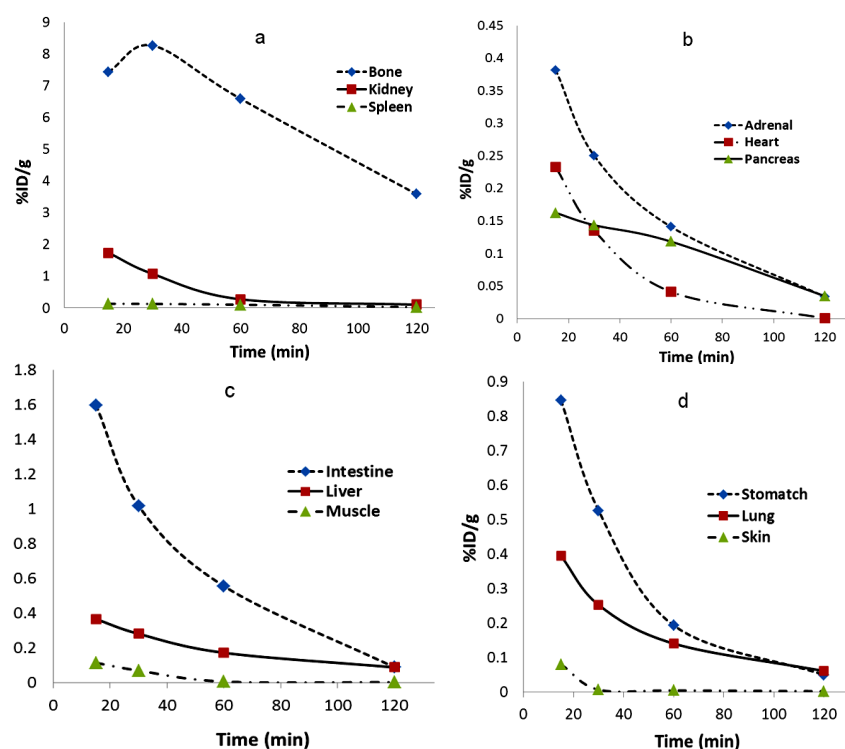 a
%ID/g
9
8
7
6
5
4
3
2
1
0
Bone
Kidney
Spleen
0 20 40 60 80 100 120
Time (min)
b
%ID/g
0.45
0.4
0.35
0.3
0.25
0.2
0.15
0.1
0.05
0
Adrenal
Heart
Pancreas
0 20 40 60 80 100 120
Time (min)
c
1.8
1.6
1.4
1.2
1
0.8
0.6
0.4
0.2
0
Intestine
Liver
Muscle
0 20 40 60 80 100 120
Time (min)
d
%ID/g
0.9
0.8
0.7
0.6
0.5
0.4
0.3
0.2
0.1
0
Stomatch
Lung
Skin
0 20 40 60 80 100 120
Time (min)